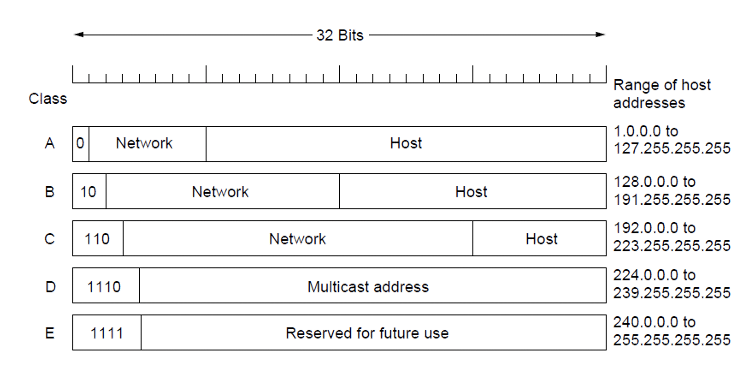 32 Bits
Range of host
addresses
Class
A 0 Network Host 1.0.0.0 to
127.255.255.255
B 10 Network Host 128.0.0.0 to
191.255.255.255
C 110 Network Host 192.0.0.0 to
223.255.255.255
D 1110 Multicast address 224.0.0.0 to
239.255.255.255
E 1111 Reserved for future use 240.0.0.0 to
255.255.255.255